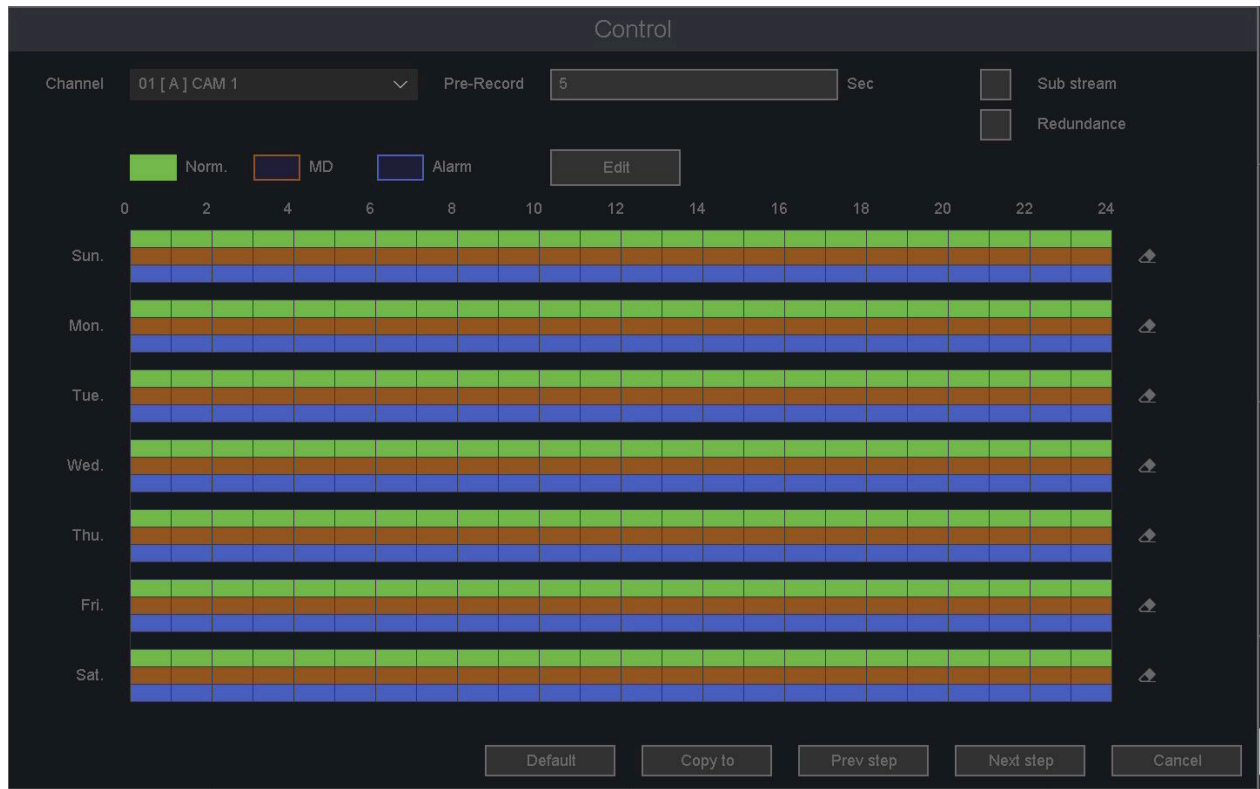 Control
Channel 01 [ A ] CAM 1 Pre-Record 5 Sec Sub stream
Redundance
Norm. MD Alarm Edit
0 2 4 6 8 10 12 14 16 18 20 22 24
Sun.
Mon.
Tue.
Wed.
Thu.
Fri.
Sat.
Default Copy to Prev step Next step Cancel